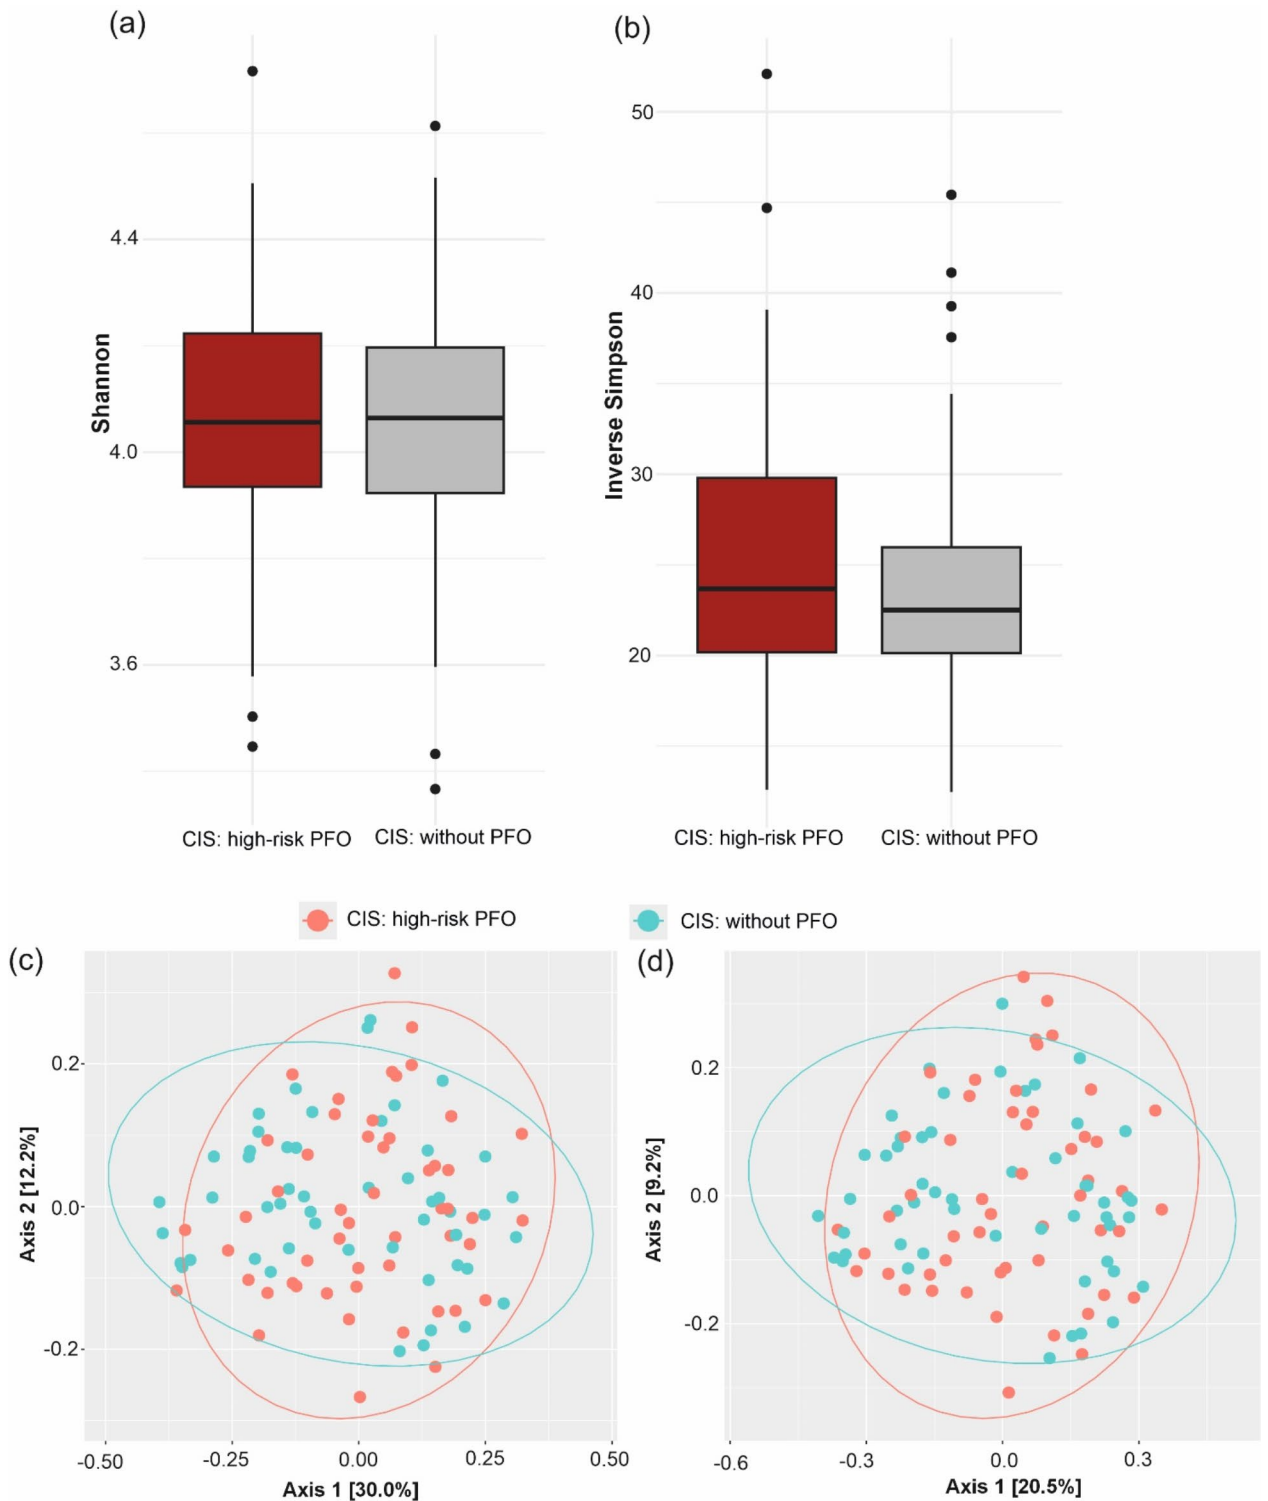 (a)
(b)
Shannon
4.4
4.0
3.6
CIS: high-risk PFO
CIS: without PFO
Inverse Simpson
50
40
30
20
CIS: high-risk PFO
CIS: without PFO
CIS: high-risk PFO
CIS: without PFO
(c)
Axis 2 [12.2%]
0.2
0.0
-0.2
-0.50
-0.25
0.00
0.25
0.50
Axis 1 [30.0%]
(d)
Axis 2 [9.2%]
0.2
0.0
-0.2
-0.6
-0.3
0.0
0.3
Axis 1 [20.5%]